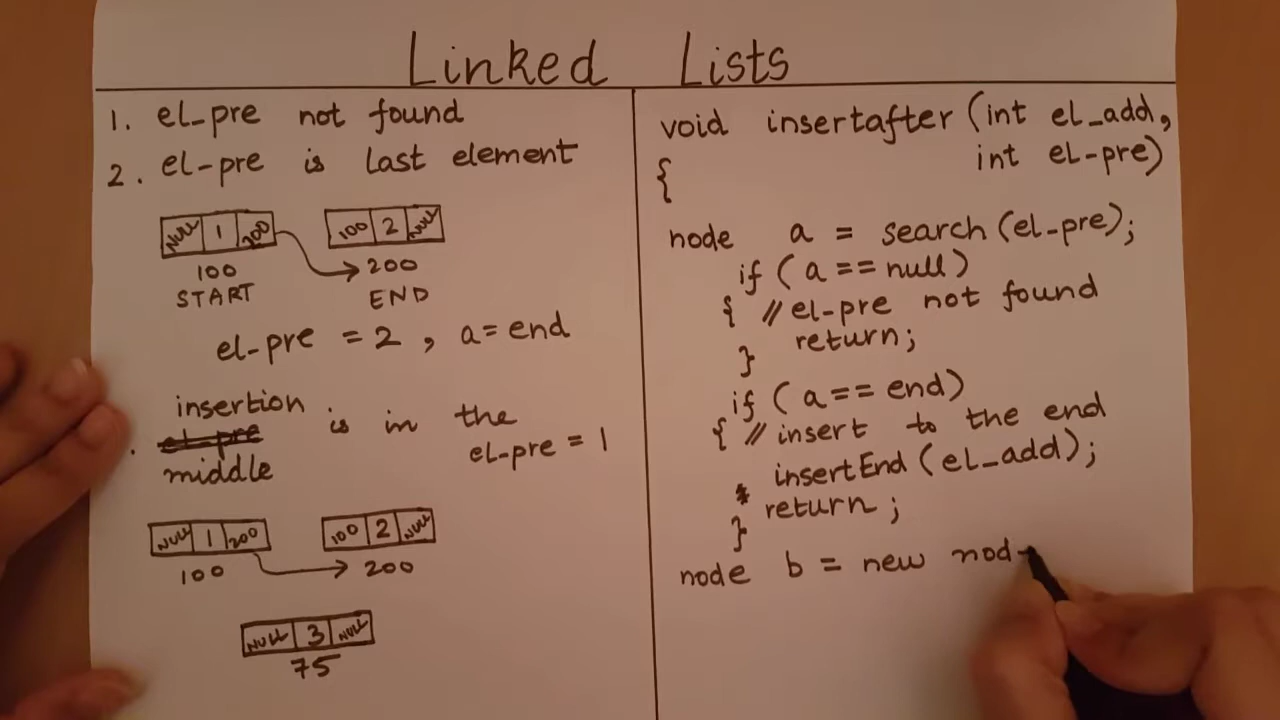 Linked Lists
1. el-pre not found
2. el-pre is last element
NULL 1 200
100 2 NULL
100
200
START
END
el-pre = 2, a = end
insertion
is in the
middle
el-pre = 1
NULL 1 200
100 2 NULL
100
200
NULL 3 NULL
75
void insertafter (int el_add,
int el-pre)
{
node a = search (el-pre);
if (a == null)
{ // el-pre not found
return;
}
if (a == end)
{ // insert to the end
insertEnd (el_add);
return ;
}
node b = new nod